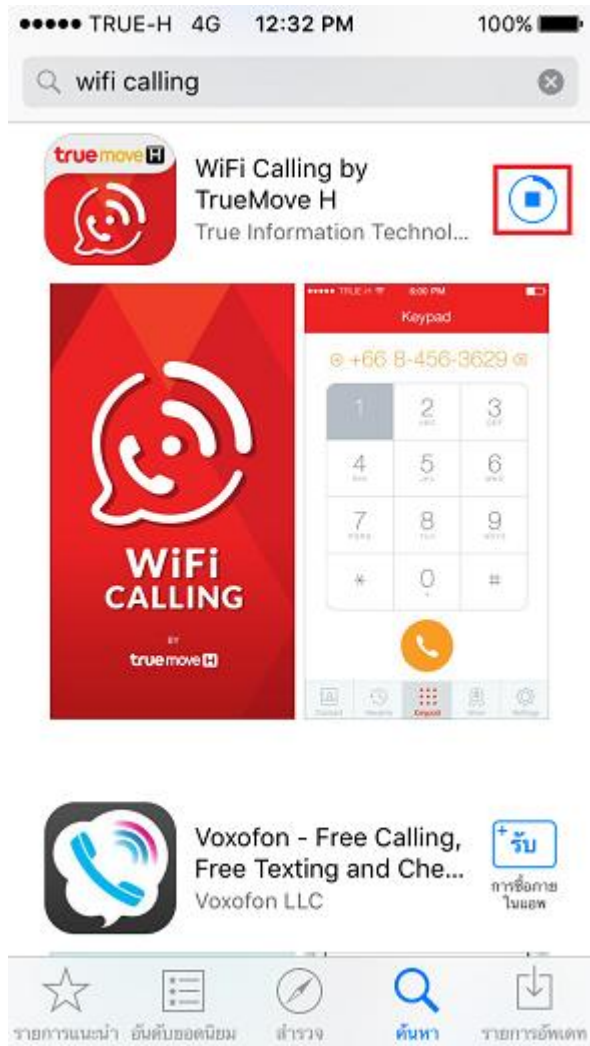 TRUE-H 4G 12:32 PM 100%
wifi calling
truemove H
WiFi Calling by
TrueMove H
True Information Technol...
TRUE-H 6:00 PM
Keypad
+66 8-456-3629
1 2 3
4 5 6
7 8 9
* 0 #
WiFi
CALLING
BY
truemove H
Keypad
Voxofon - Free Calling,
Free Texting and Che...
Voxofon LLC
+ รับ
การซื้อภาย
ในแอพ
รายการแนะนำ อันดับยอดนิยม สำรวจ ค้นหา รายการอัพเดท